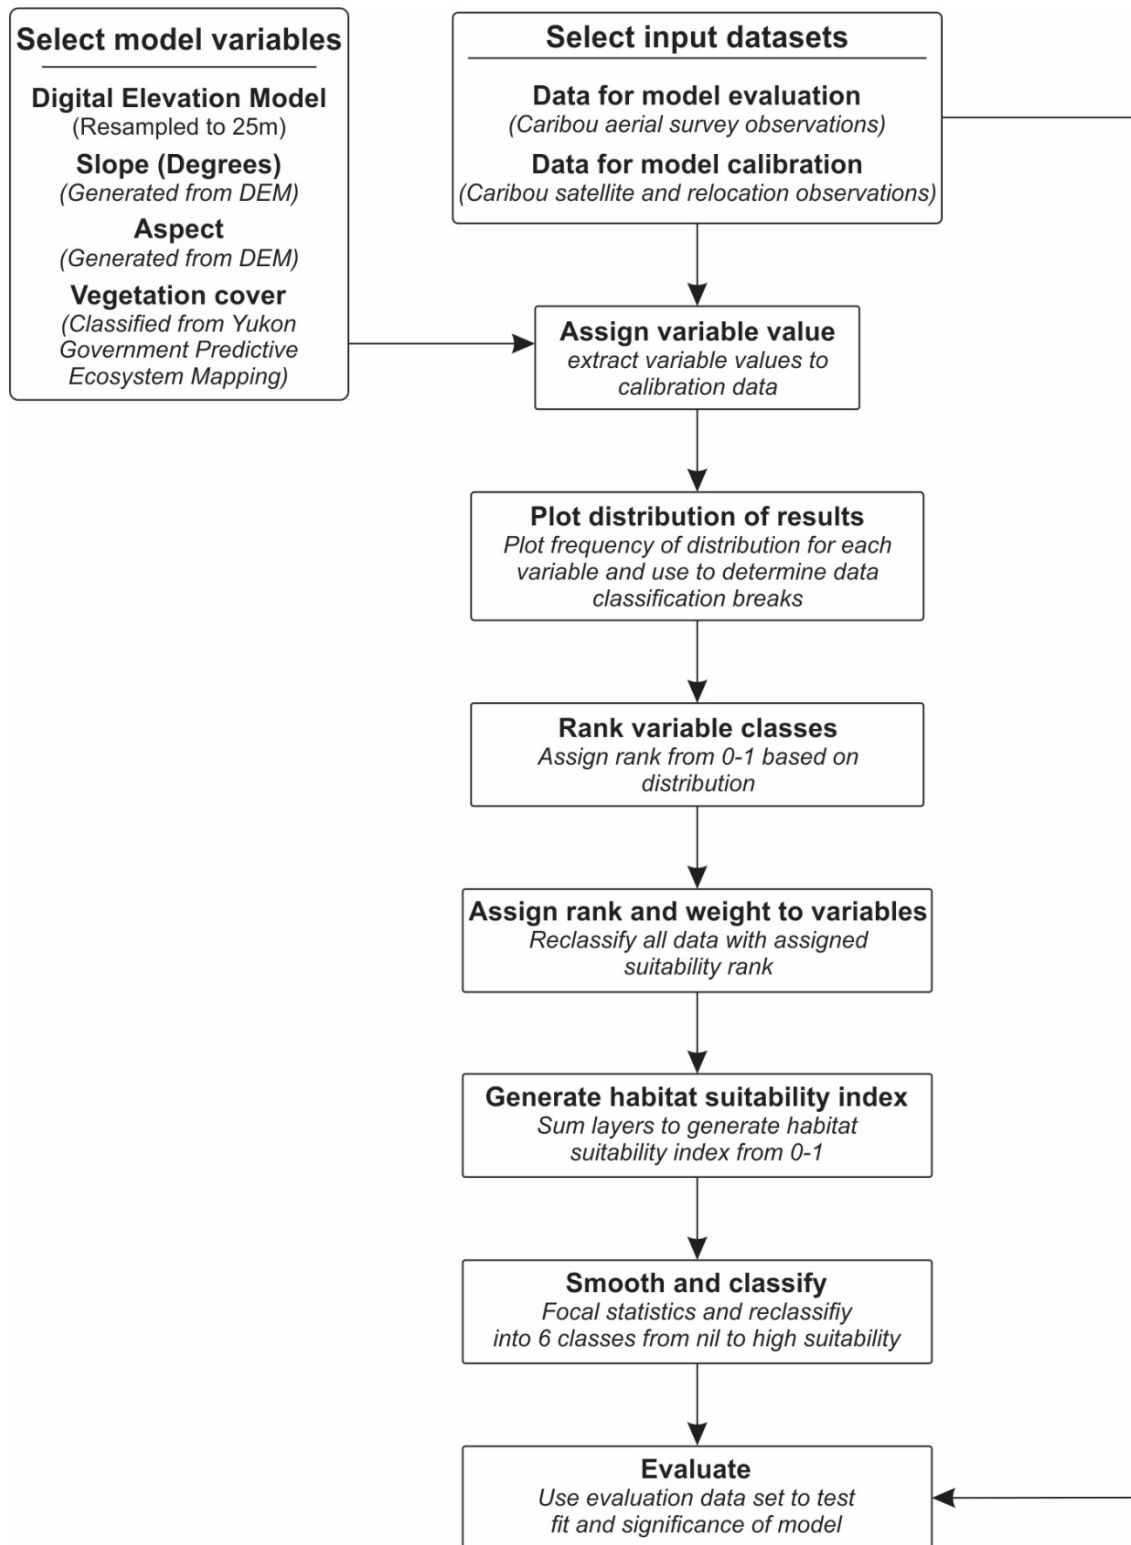 Select model variables
Digital Elevation Model
(Resampled to 25m)
Slope (Degrees)
(Generated from DEM)
Aspect
(Generated from DEM)
Vegetation cover
(Classified from Yukon
Government Predictive
Ecosystem Mapping)
Select input datasets
Data for model evaluation
(Caribou aerial survey observations)
Data for model calibration
(Caribou satellite and relocation observations)
Assign variable value
extract variable values to
calibration data
Plot distribution of results
Plot frequency of distribution for each
variable and use to determine data
classification breaks
Rank variable classes
Assign rank from 0-1 based on
distribution
Assign rank and weight to variables
Reclassify all data with assigned
suitability rank
Generate habitat suitability index
Sum layers to generate habitat
suitability index from 0-1
Smooth and classify
Focal statistics and reclassifiy
into 6 classes from nil to high suitability
Evaluate
Use evaluation data set to test
fit and significance of model